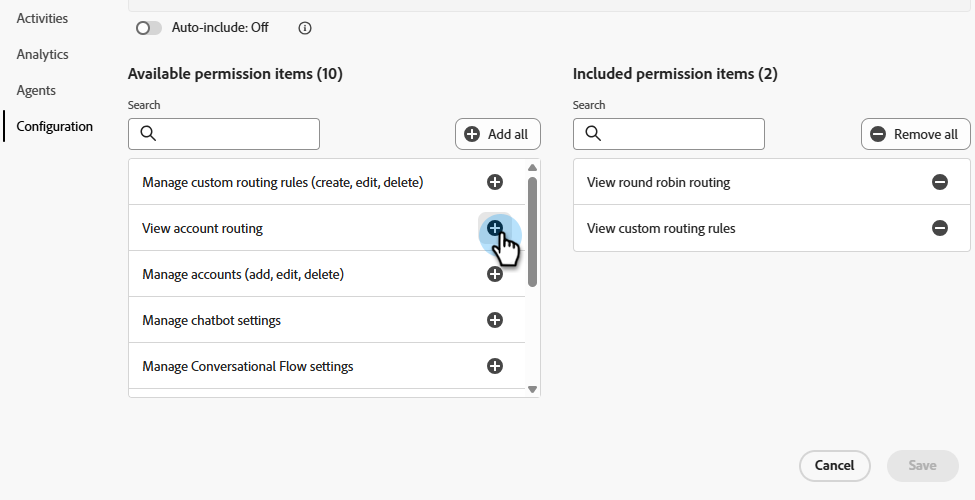 Activities
Analytics
Agents
Configuration
Auto-include: Off
Available permission items (10)
Search
Add all
Manage custom routing rules (create, edit, delete)
View account routing
Manage accounts (add, edit, delete)
Manage chatbot settings
Manage Conversational Flow settings
Included permission items (2)
Search
Remove all
View round robin routing
View custom routing rules
Cancel
Save